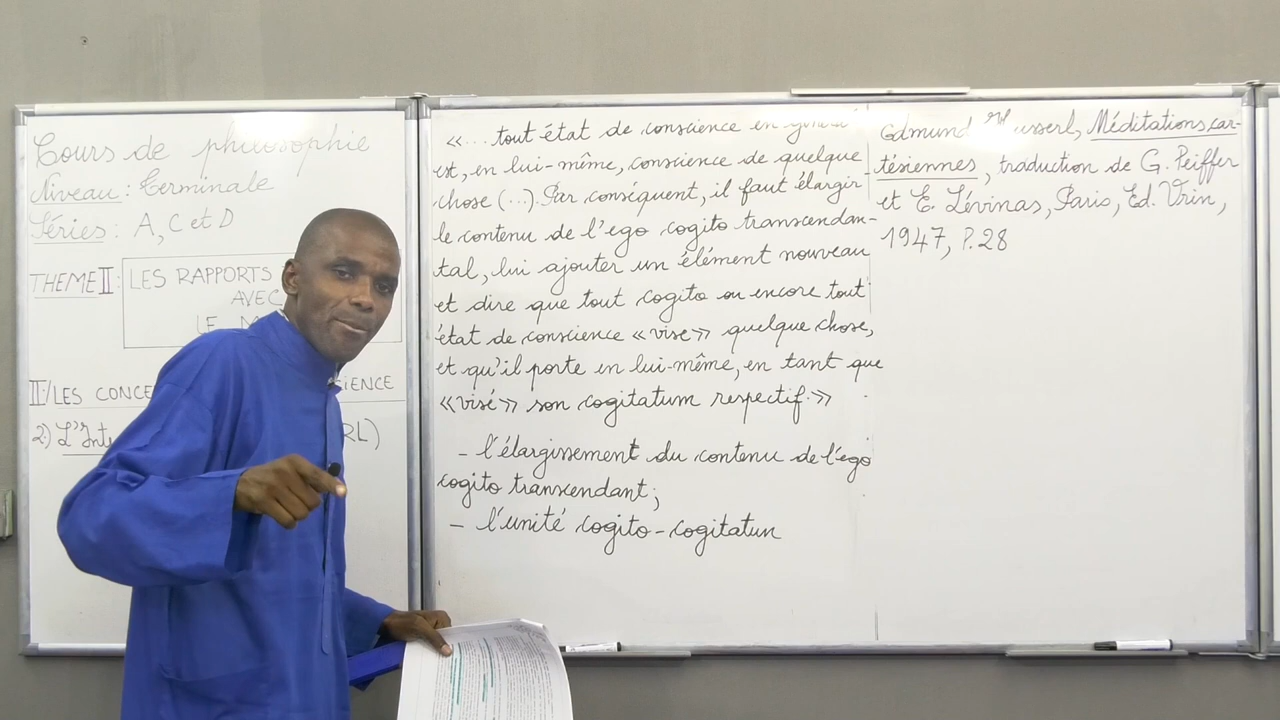 Cours de philosophie
Niveau : Terminale
Séries : A, C et D
THEME II : LES RAPPORTS
AVEC
LE
II°/ LES CONCE
IENCE
2) L'Inte
RL)
«... tout état de conscience en
est, en lui-même, conscience de quelque
chose (...). Par conséquent, il faut élargir
le contenu de l'ego cogito transcendan-
tal, lui ajouter un élément nouveau
et dire que tout cogito ou encore tout
état de conscience «vise» quelque chose,
et qu'il porte en lui-même, en tant que
«visé» son cogitatum respectif.»
- l'élargissement du contenu de l'ego
cogito transcendant ;
- l'unité cogito-cogitatun
Edmund Husserl, Méditations car-
tésiennes, traduction de G. Peiffer
et E. Lévinas, Paris, Ed. Vrin,
1947, P.28